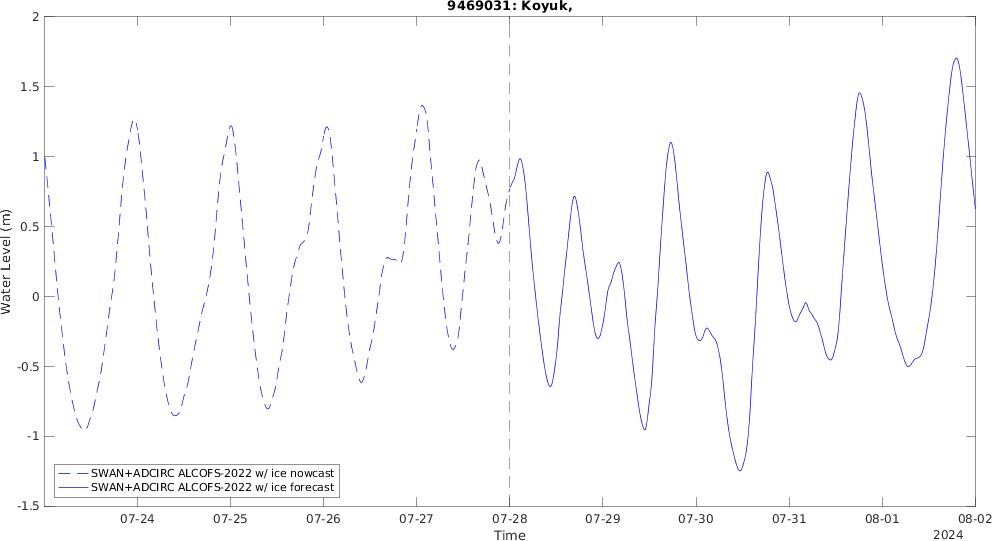 9469031: Koyuk,
2
1.5
1
0.5
0
-0.5
-1
-1.5
Water Level (m)
SWAN+ADCIRC ALCOFS-2022 w/ ice nowcast
SWAN+ADCIRC ALCOFS-2022 w/ ice forecast
07-24 07-25 07-26 07-27 07-28 07-29 07-30 07-31 08-01 08-02
Time
2024